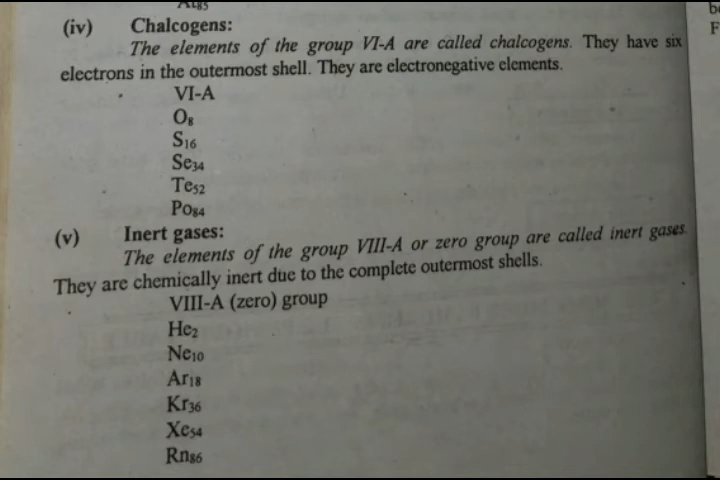 At85
(iv) Chalcogens:
The elements of the group VI-A are called chalcogens. They have six
electrons in the outermost shell. They are electronegative elements.
VI-A
O8
S16
Se34
Te52
Po84
(v) Inert gases:
The elements of the group VIII-A or zero group are called inert gases.
They are chemically inert due to the complete outermost shells.
VIII-A (zero) group
He2
Ne10
Ar18
Kr36
Xe54
Rn86